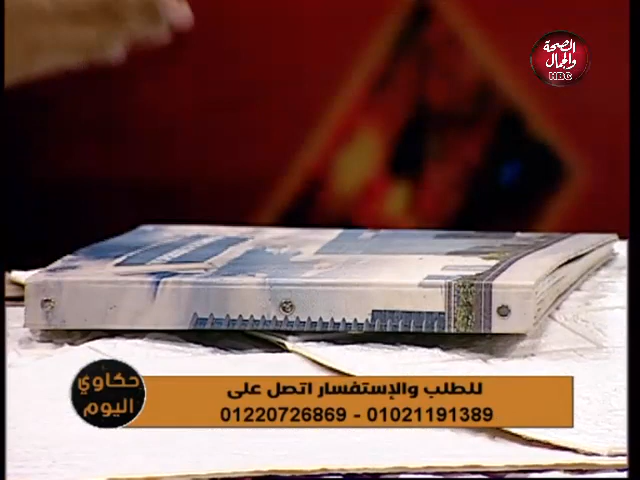 الصحة
والجمال
HBC
للطلب والإستفسار اتصل على
01220726869 - 01021191389
حكاوي
اليوم